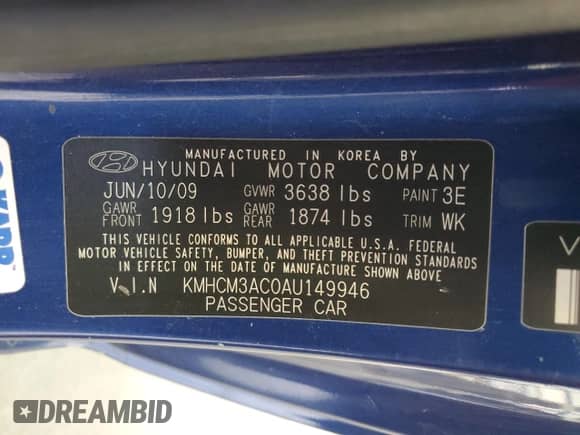 MANUFACTURED IN KOREA BY
HYUNDAI MOTOR COMPANY
JUN/10/09 GVWR 3638 lbs PAINT 3E
GAWR FRONT 1918 lbs GAWR REAR 1874 lbs TRIM WK
THIS VEHICLE CONFORMS TO ALL APPLICABLE U.S.A. FEDERAL
MOTOR VEHICLE SAFETY, BUMPER, AND THEFT PREVENTION STANDARDS
IN EFFECT ON THE DATE OF MANUFACTURE SHOWN ABOVE
V.I.N KMHCM3AC0AU149946
PASSENGER CAR
V
DREAMBID